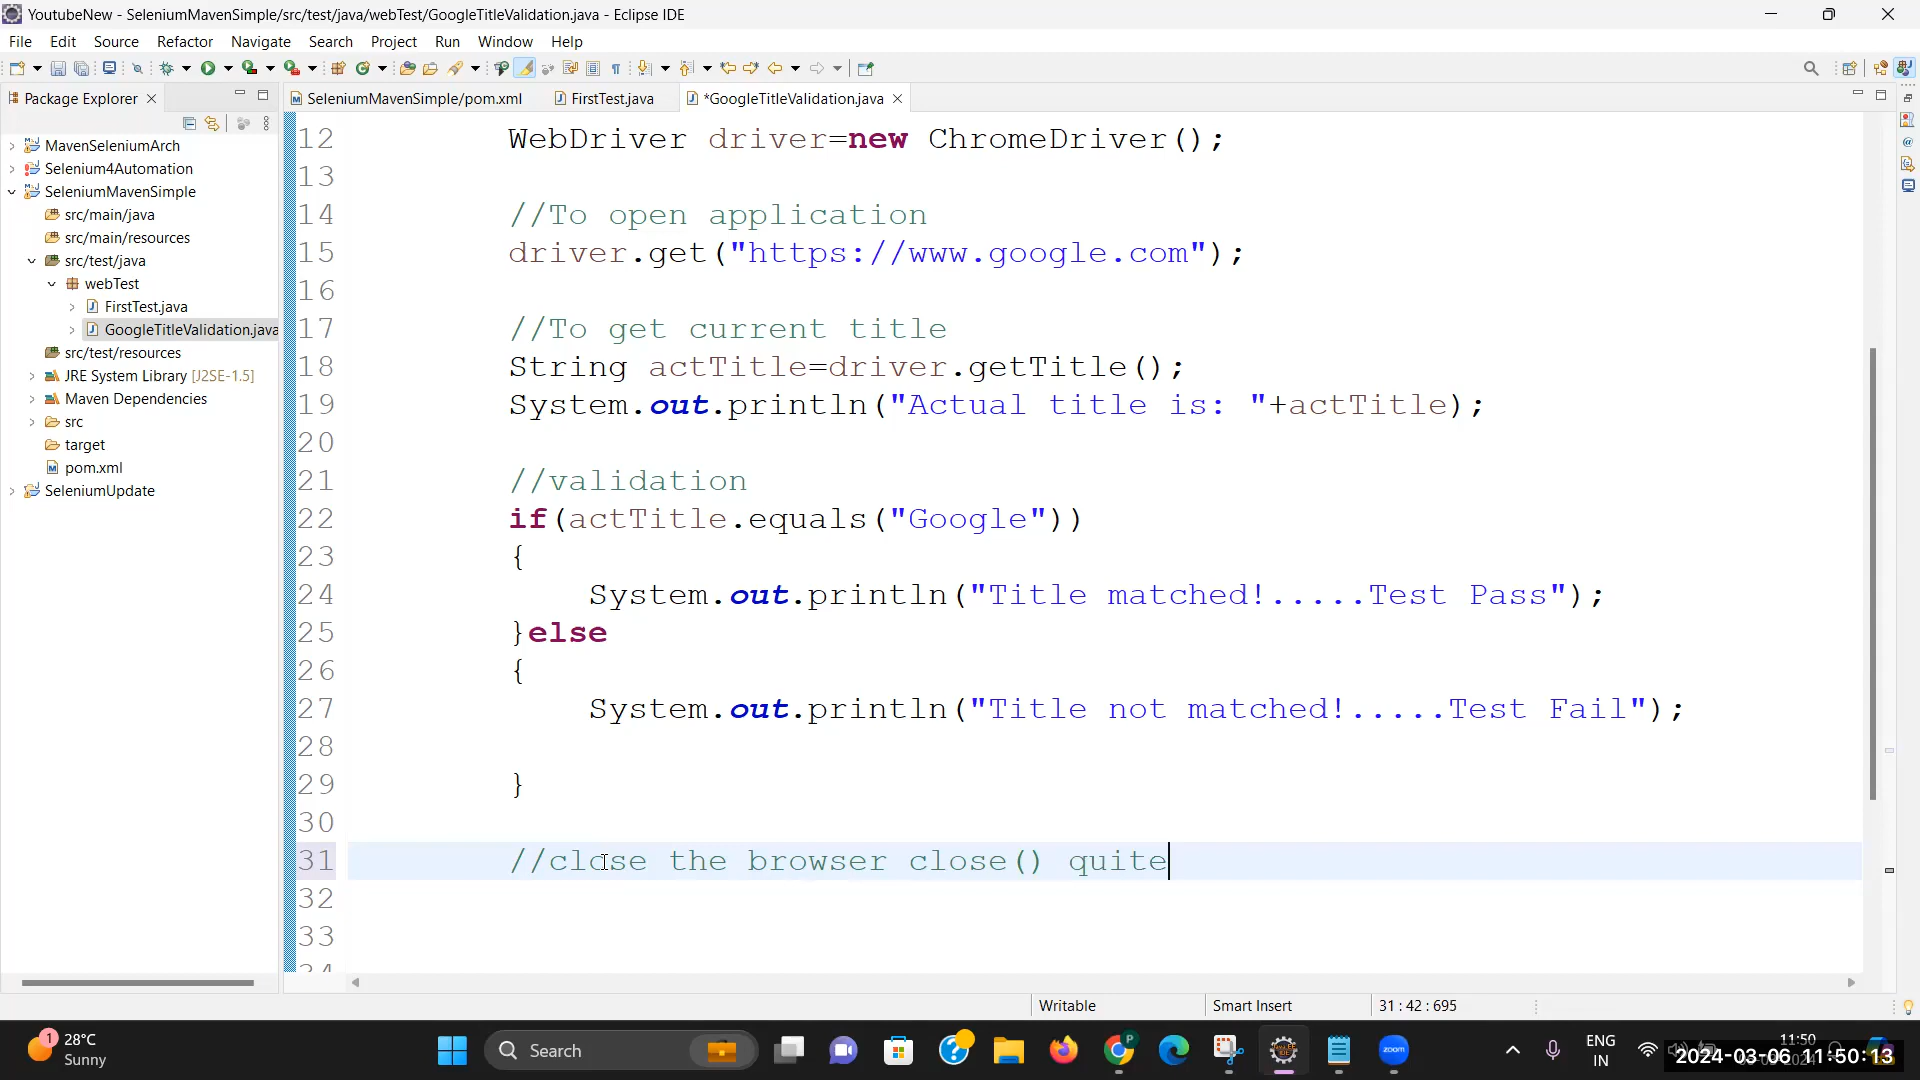 YoutubeNew - SeleniumMavenSimple/src/test/java/webTest/GoogleTitleValidation.java - Eclipse IDE
File Edit Source Refactor Navigate Search Project Run Window Help
Package Explorer
SeleniumMavenSimple/pom.xml FirstTest.java *GoogleTitleValidation.java
MavenSeleniumArch
Selenium4Automation
SeleniumMavenSimple
src/main/java
src/main/resources
src/test/java
webTest
FirstTest.java
GoogleTitleValidation.java
src/test/resources
JRE System Library [J2SE-1.5]
Maven Dependencies
src
target
pom.xml
SeleniumUpdate
12 WebDriver driver=new ChromeDriver();
13
14 //To open application
15 driver.get("https://www.google.com");
16
17 //To get current title
18 String actTitle=driver.getTitle();
19 System.out.println("Actual title is: "+actTitle);
20
21 //validation
22 if(actTitle.equals("Google"))
23 {
24 System.out.println("Title matched!.....Test Pass");
25 }else
26 {
27 System.out.println("Title not matched!.....Test Fail");
28
29 }
30
31 //close the browser close() quite
32
33
Writable Smart Insert 31 : 42 : 695
1 28°C
Sunny
Search
zoom
ENG
IN
11:50
2024-03-06 11:50:13